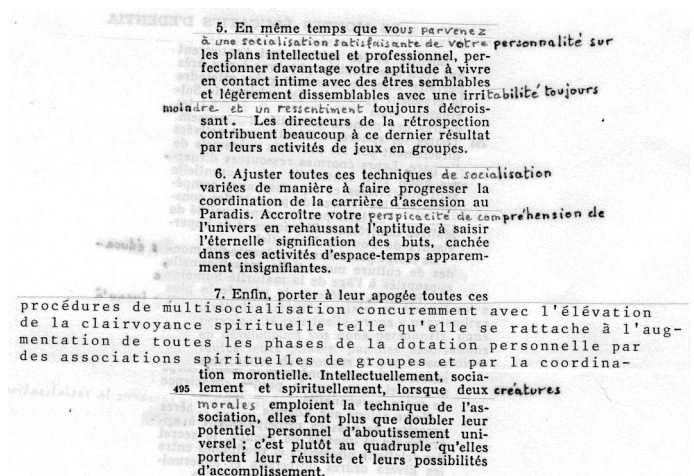 5. En même temps que vous parvenez
à une socialisation satisfaisante de votre personnalité sur
les plans intellectuel et professionnel, per-
fectionner davantage votre aptitude à vivre
en contact intime avec des êtres semblables
et légèrement dissemblables avec une irritabilité toujours
moindre et un ressentiment toujours décrois-
sant. Les directeurs de la rétrospection
contribuent beaucoup à ce dernier résultat
par leurs activités de jeux en groupes.
6. Ajuster toutes ces techniques de socialisation
variées de manière à faire progresser la
coordination de la carrière d'ascension au
Paradis. Accroître votre perspicacité de compréhension de
l'univers en rehaussant l'aptitude à saisir
l'éternelle signification des buts, cachée
dans ces activités d'espace-temps apparem-
ment insignifiantes.
7. Enfin, porter à leur apogée toutes ces
procédures de multisocialisation concuremment avec l'élévation
de la clairvoyance spirituelle telle qu'elle se rattache à l'aug-
mentation de toutes les phases de la dotation personnelle par
des associations spirituelles de groupes et par la coordina-
tion morontielle. Intellectuellement, socia-
495 lement et spirituellement, lorsque deux créatures
morales emploient la technique de l'as-
sociation, elles font plus que doubler leur
potentiel personnel d'aboutissement uni-
versel ; c'est plutôt au quadruple qu'elles
portent leur réussite et leurs possibilités
d'accomplissement.